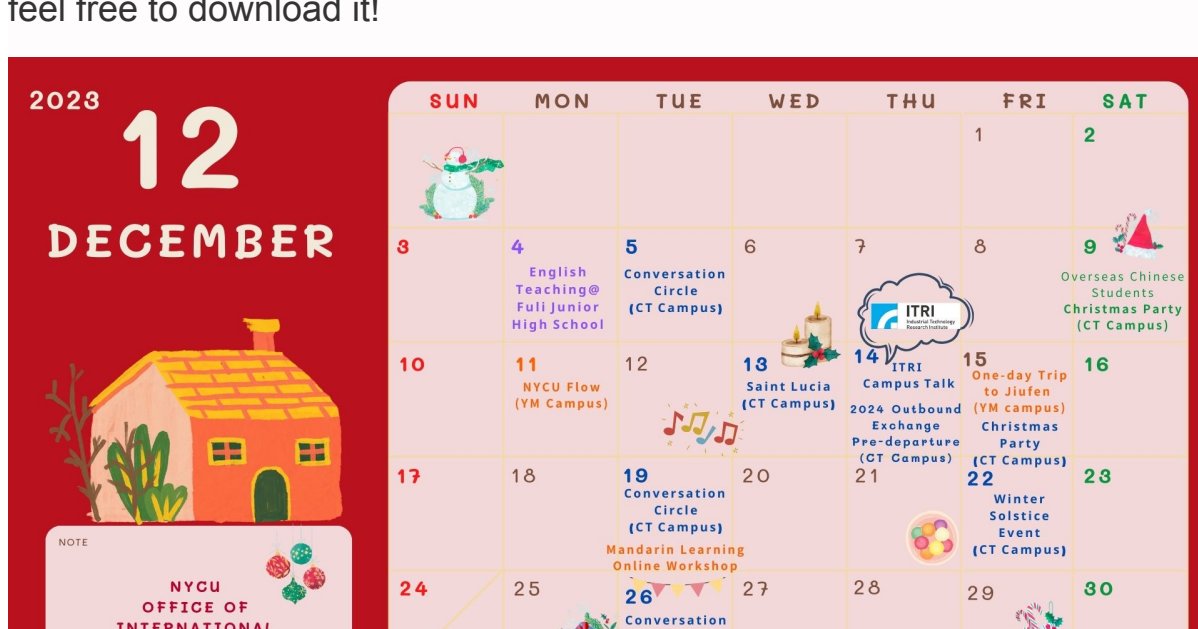 feel free to download it!
2023
12
DECEMBER
SUN MON TUE WED THU FRI SAT
1 2
3 4 5 6 7 8 9
English
Teaching@
Fuli Junior
High School
Conversation
Circle
(CT Campus)
ITRI
Industrial Technology
Research Institute
Overseas Chinese
Students
Christmas Party
(CT Campus)
10 11 12 13 14 15 16
NYCU Flow
(YM Campus)
Saint Lucia
(CT Campus)
ITRI
Campus Talk
2024 Outbound
Exchange
Pre-departure
(CT Campus)
One-day Trip
to Jiufen
(YM campus)
Christmas
Party
(CT Campus)
17 18 19 20 21 22 23
Conversation
Circle
(CT Campus)
Mandarin Learning
Online Workshop
Winter
Solstice
Event
(CT Campus)
24 25 26 27 28 29 30
Conversation
NOTE
NYCU
OFFICE OF
INTERNATIONAL